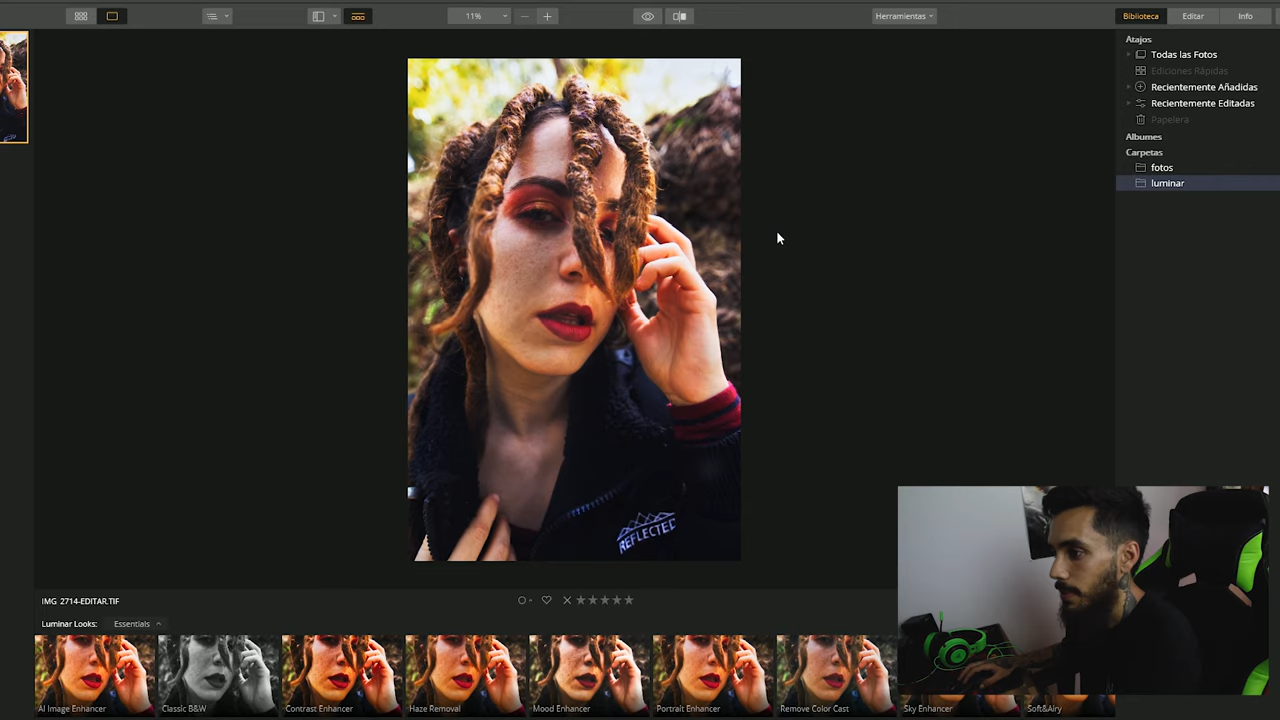 11%
Herramientas
Biblioteca
Editar
Info
Atajos
Todas las Fotos
Ediciones Rápidas
Recientemente Añadidas
Recientemente Editadas
Papelera
Albumes
Carpetas
fotos
luminar
REFLECTED
IMG_2714-EDITAR.TIF
Luminar Looks: Essentials
AI Image Enhancer
Classic B&W
Contrast Enhancer
Haze Removal
Mood Enhancer
Portrait Enhancer
Remove Color Cast
Sky Enhancer
Soft&Airy